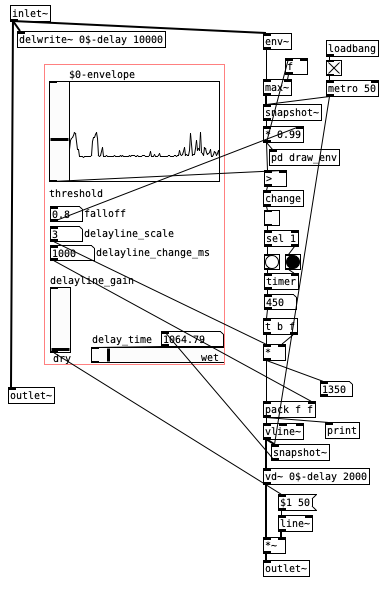 inlet~
delwrite~ 0$-delay 10000
env~
f
loadbang
$0-envelope
max~
metro 50
snapshot~
* 0.99
pd draw_env
>
threshold
change
0.8 falloff
3 delayline_scale
sel 1
1000 delayline_change_ms
timer
delayline_gain
450
t b f
delay_time 1064.79
*
dry
wet
1350
outlet~
pack f f
print
vline~
snapshot~
vd~ 0$-delay 2000
$1 50
line~
*~
outlet~